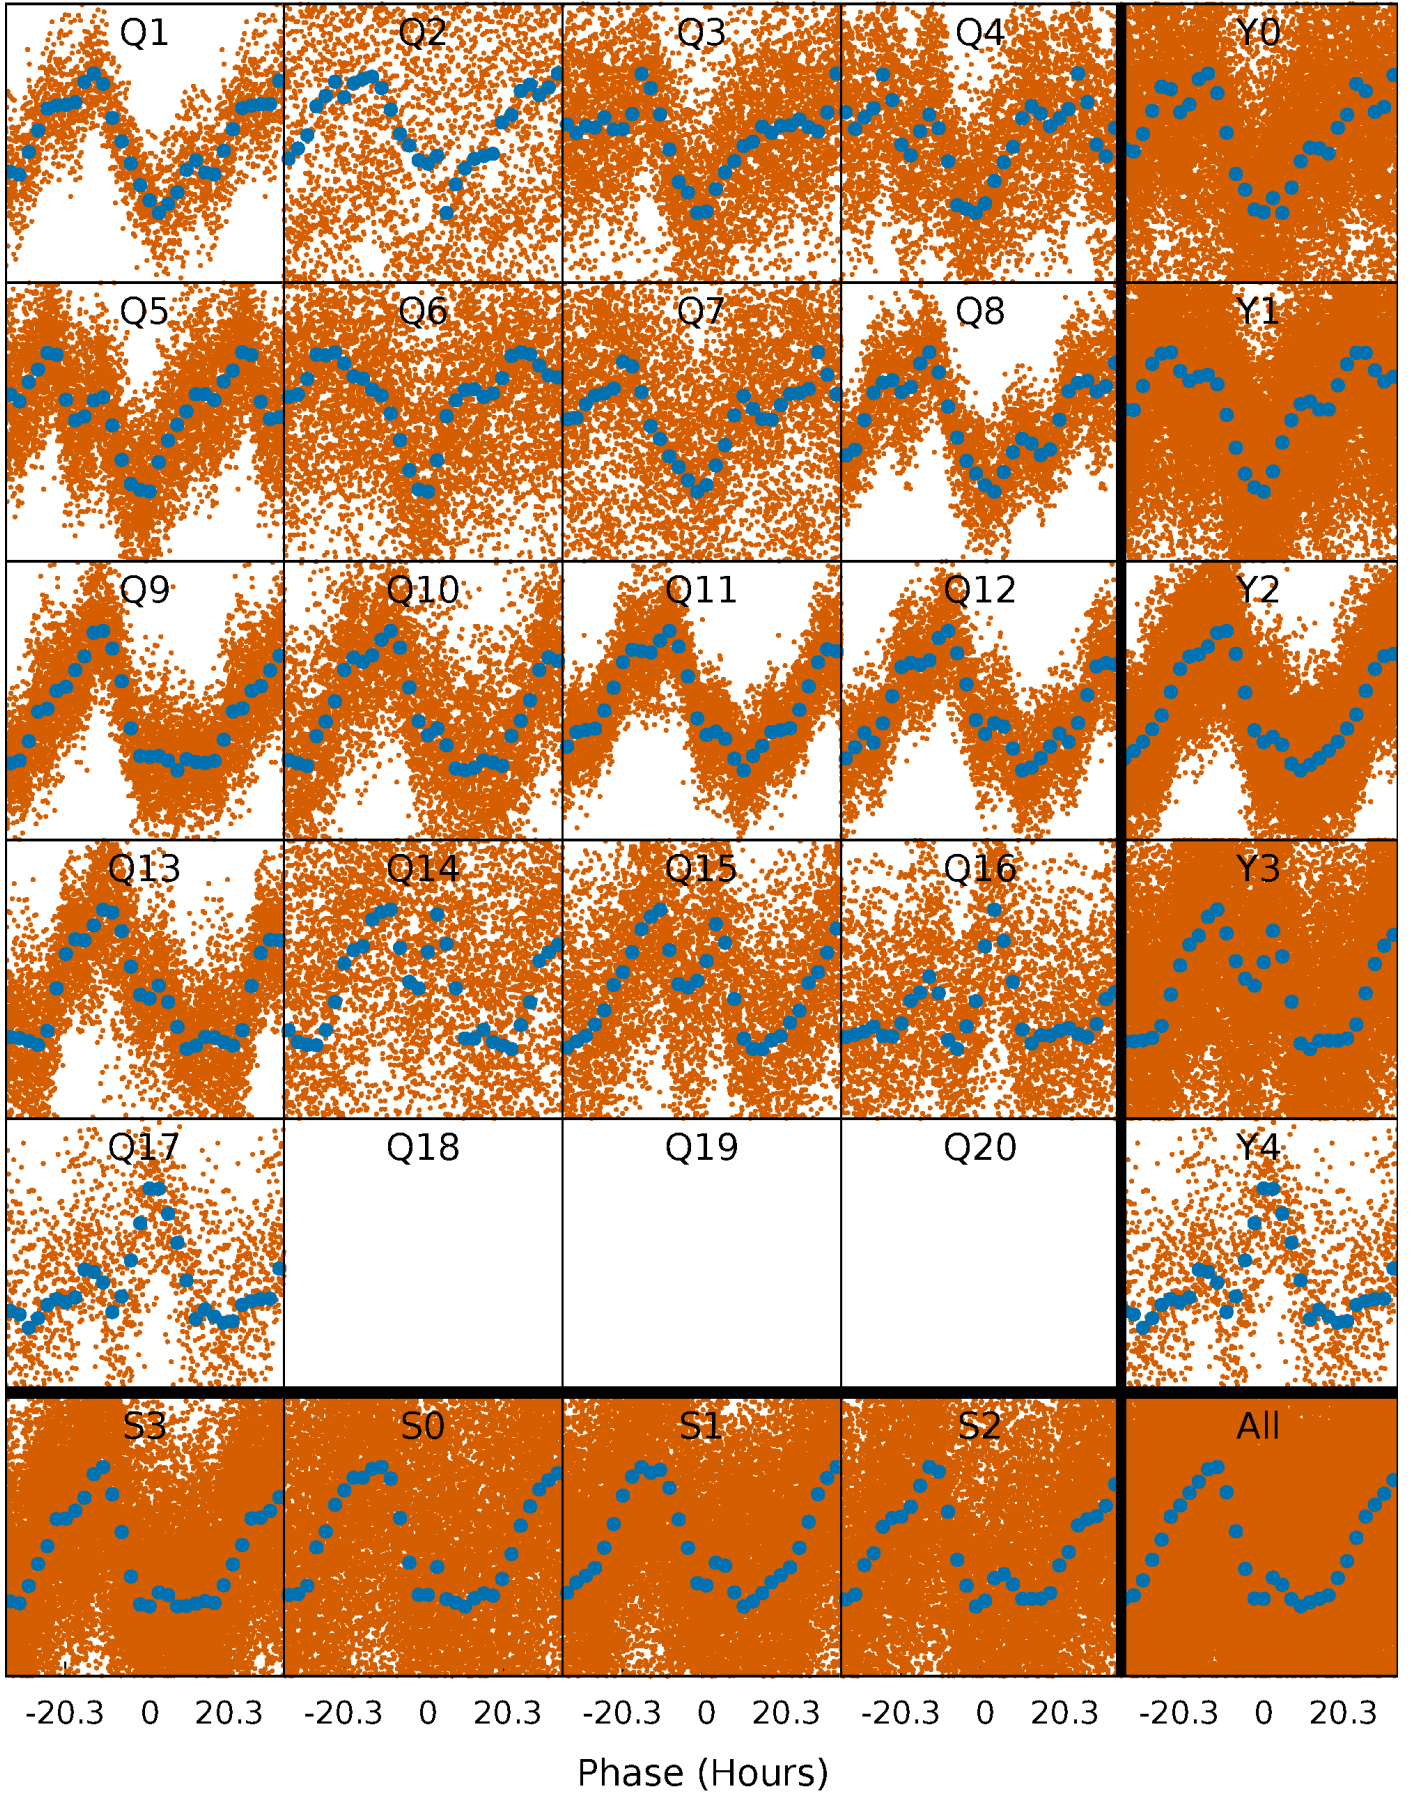 Q1 Q2 Q3 Q4 Y0
Q5 Q6 Q7 Q8 Y1
Q9 Q10 Q11 Q12 Y2
Q13 Q14 Q15 Q16 Y3
Q17 Q18 Q19 Q20 Y4
S3 S0 S1 S2 All
-20.3 0 20.3 -20.3 0 20.3 -20.3 0 20.3 -20.3 0 20.3 -20.3 0 20.3
Phase (Hours)